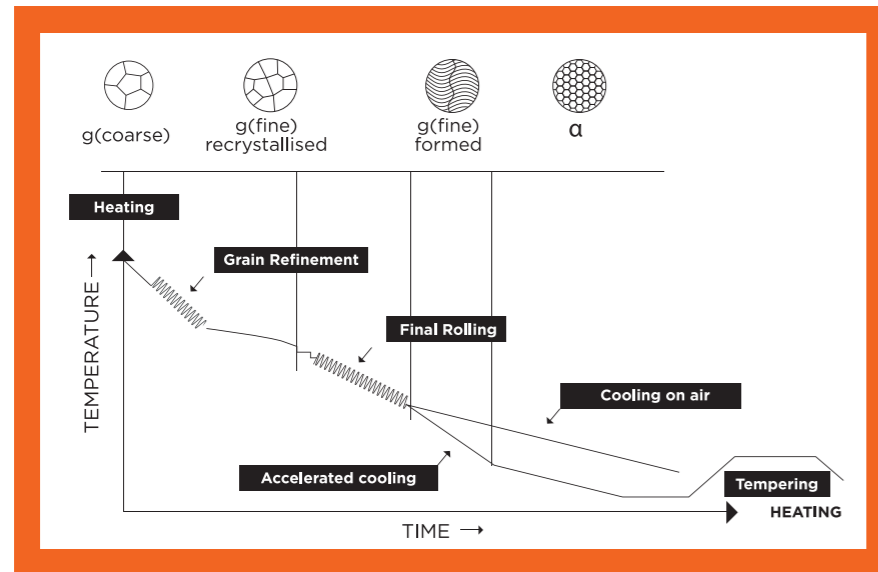 g(coarse)
g(fine)
recrystallised
g(fine)
formed
α
Heating
Grain Refinement
Final Rolling
Cooling on air
Accelerated cooling
Tempering
HEATING
TEMPERATURE →
TIME →